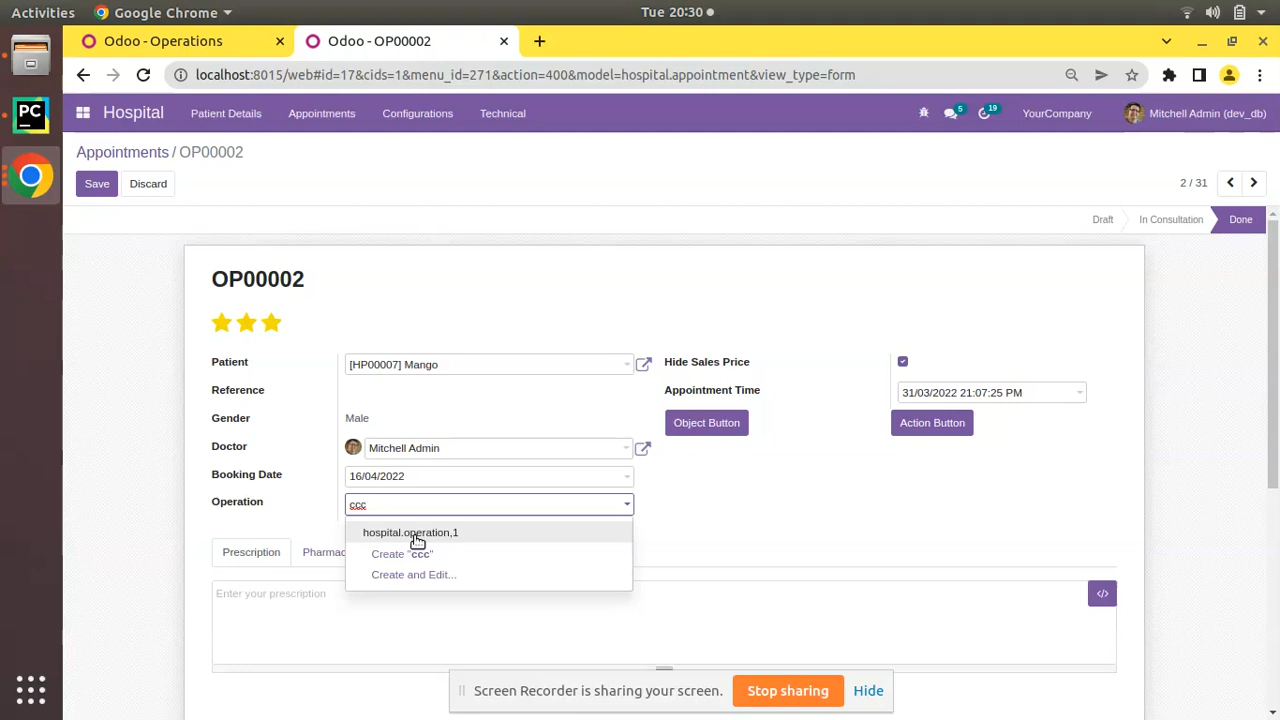 Activities Google Chrome Tue 20:30
Odoo - Operations Odoo - OP00002
localhost:8015/web#id=17&cids=1&menu_id=271&action=400&model=hospital.appointment&view_type=form
Hospital Patient Details Appointments Configurations Technical 5 19 YourCompany Mitchell Admin (dev_db)
Appointments / OP00002
Save Discard 2 / 31
Draft In Consultation Done
OP00002
Patient [HP00007] Mango Hide Sales Price
Reference Appointment Time 31/03/2022 21:07:25 PM
Gender Male Object Button Action Button
Doctor Mitchell Admin
Booking Date 16/04/2022
Operation ccc
hospital.operation,1
Prescription Pharmac Create "ccc"
Create and Edit...
Enter your prescription </>
Screen Recorder is sharing your screen. Stop sharing Hide
PC